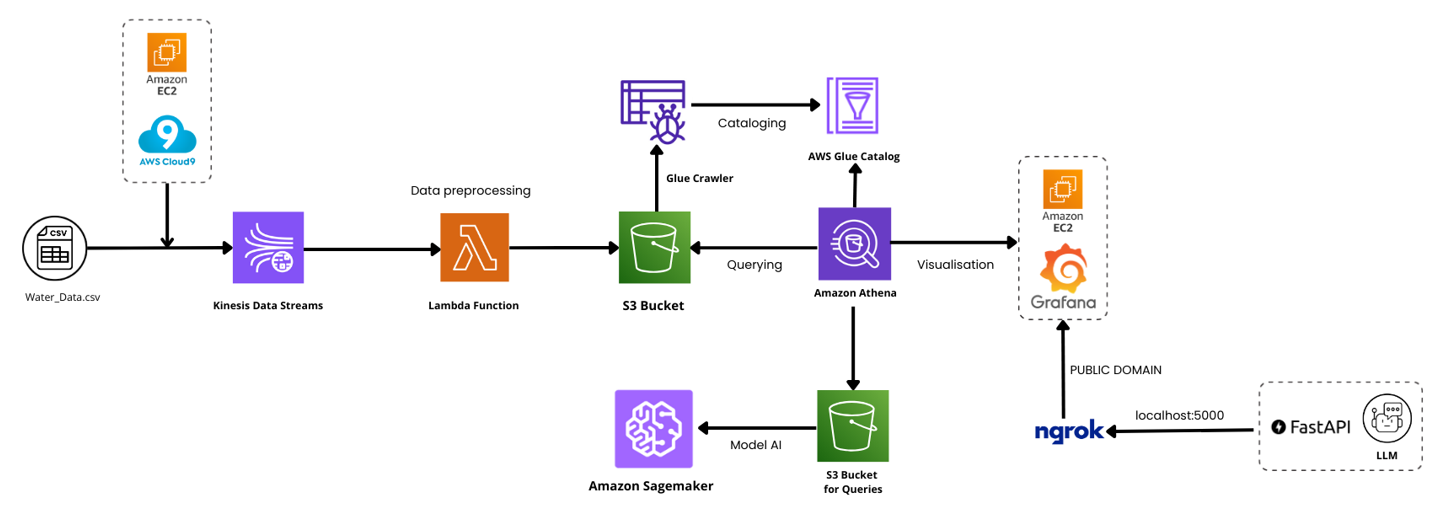 Amazon
EC2
9
AWS Cloud9
CSV
Water_Data.csv
Kinesis Data Streams
Data preprocessing
Lambda Function
S3 Bucket
Glue Crawler
Cataloging
AWS Glue Catalog
Querying
Amazon Athena
Visualisation
Amazon
EC2
Grafana
PUBLIC DOMAIN
ngrok
localhost:5000
FastAPI
LLM
S3 Bucket
for Queries
Model AI
Amazon Sagemaker